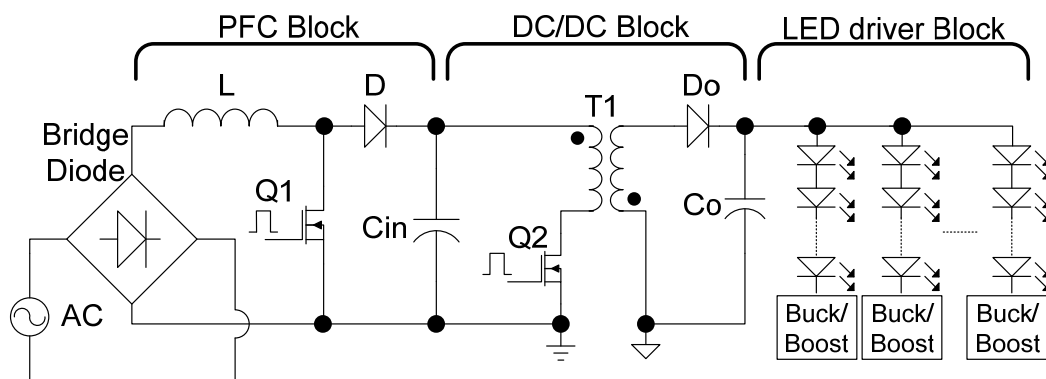 PFC Block
DC/DC Block
LED driver Block
L
D
T1
Do
Bridge
Diode
Q1
Cin
Q2
Co
AC
Buck/
Boost
Buck/
Boost
Buck/
Boost